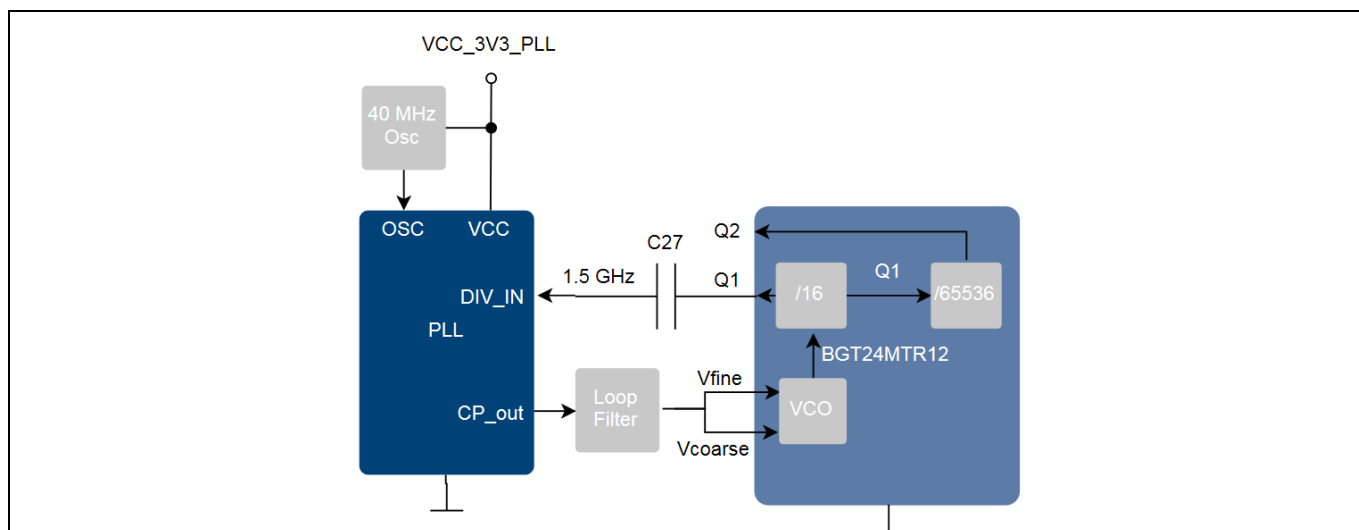 VCC_3V3_PLL
40 MHz
Osc
OSC
VCC
Q2
C27
1.5 GHz
Q1
/16
Q1
/65536
DIV_IN
PLL
BGT24MTR12
Vfine
Loop
Filter
VCO
CP_out
Vcoarse